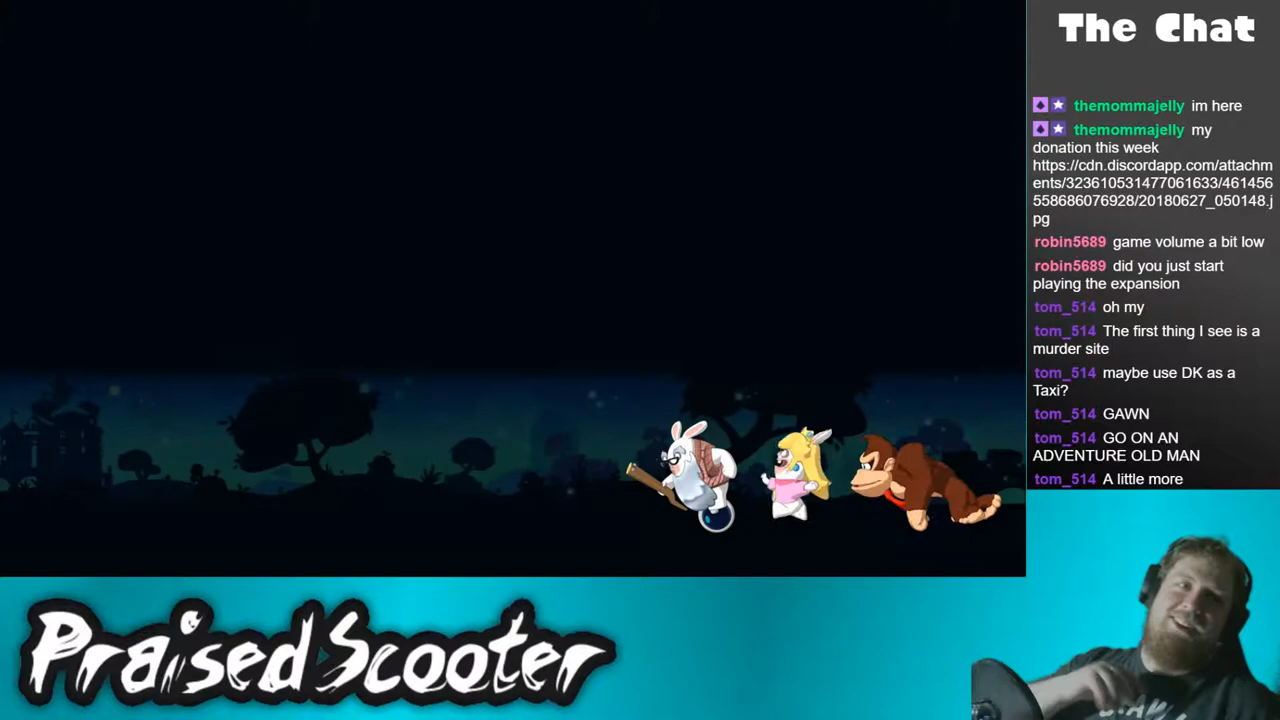 The Chat
themommajelly im here
themommajelly my
donation this week
https://cdn.discordapp.com/attachm
ents/323610531477061633/461456
558686076928/20180627_050148.j
pg
robin5689 game volume a bit low
robin5689 did you just start
playing the expansion
tom_514 oh my
tom_514 The first thing I see is a
murder site
tom_514 maybe use DK as a
Taxi?
tom_514 GAWN
tom_514 GO ON AN
ADVENTURE OLD MAN
tom_514 A little more
PraisedScooter